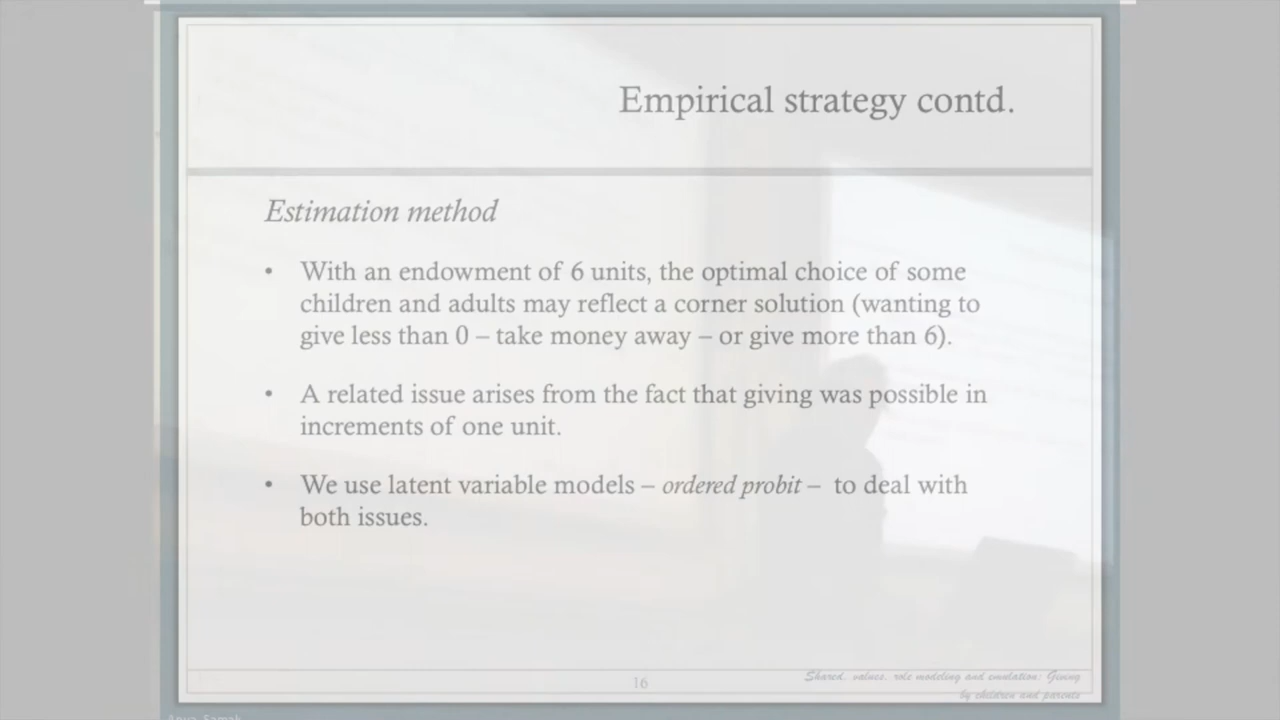 Empirical strategy contd.
Estimation method
• With an endowment of 6 units, the optimal choice of some
children and adults may reflect a corner solution (wanting to
give less than 0 – take money away – or give more than 6).
• A related issue arises from the fact that giving was possible in
increments of one unit.
• We use latent variable models – ordered probit – to deal with
both issues.
16
Shared, values, role modeling and emulation: Giving
by children and parents